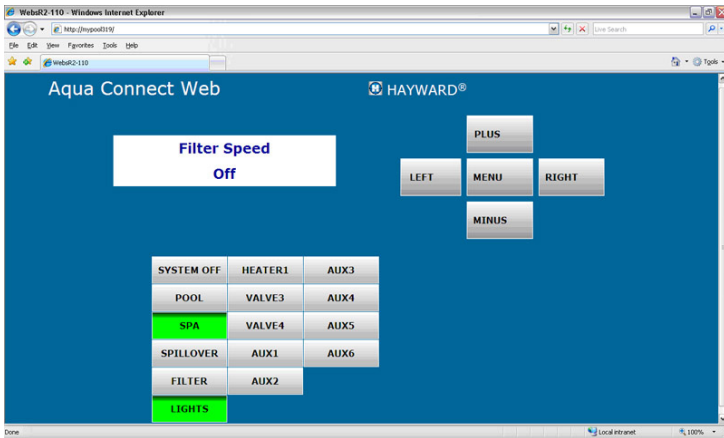 WebsR2-110 - Windows Internet Explorer
http://mypool319/
Live Search
File Edit View Favorites Tools Help
WebsR2-110
Tools
Aqua Connect Web
H HAYWARD®
Filter Speed
Off
PLUS
LEFT MENU RIGHT
MINUS
SYSTEM OFF HEATER1 AUX3
POOL VALVE3 AUX4
SPA VALVE4 AUX5
SPILLOVER AUX1 AUX6
FILTER AUX2
LIGHTS
Done
Local intranet
100%